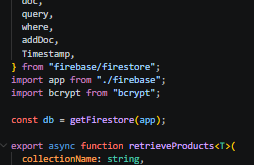 doc,
query,
where,
addDoc,
Timestamp,
} from "firebase/firestore";
import app from "./firebase";
import bcrypt from "bcrypt";
const db = getFirestore(app);
export async function retrieveProducts<T>(
collectionName: string,